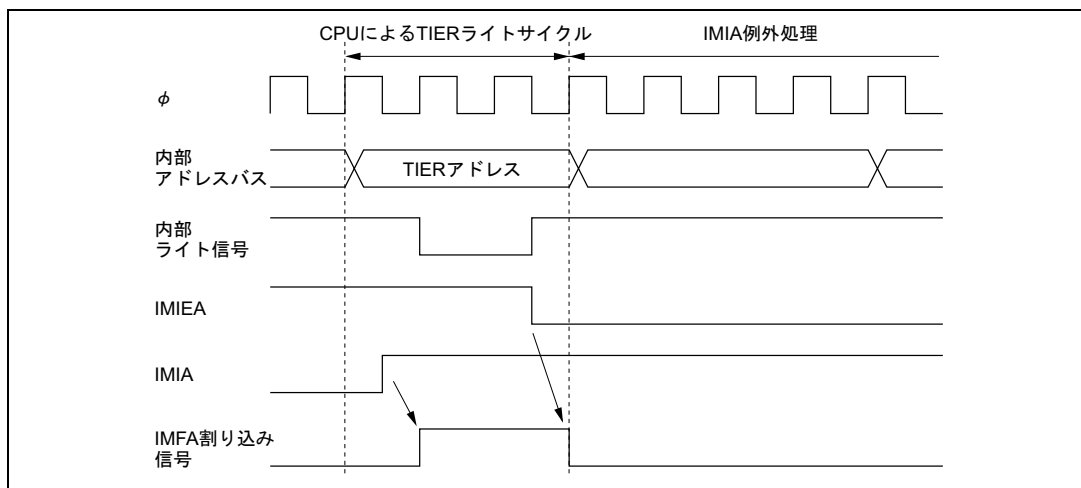 CPUによるTIERライトサイクル
IMIA例外処理
φ
内部
アドレスバス
TIERアドレス
内部
ライト信号
IMIEA
IMIA
IMFA割り込み
信号